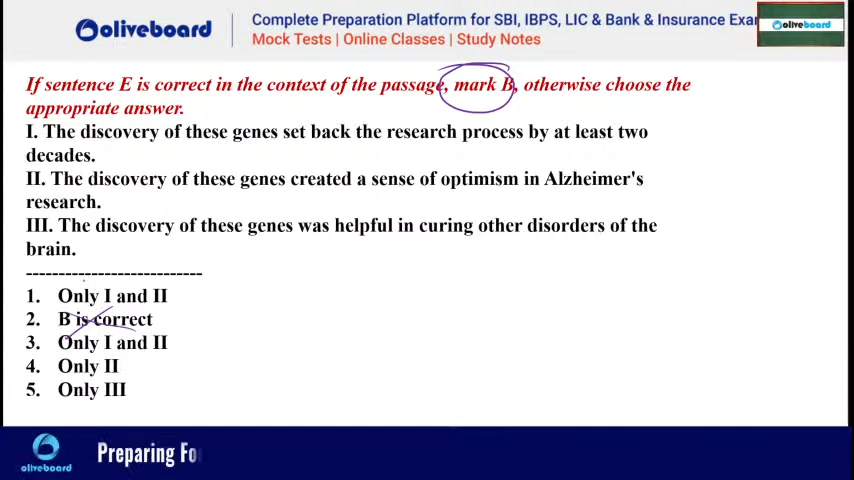 oliveboard
Complete Preparation Platform for SBI, IBPS, LIC & Bank & Insurance
Mock Tests | Online Classes | Study Notes
oliveboard
If sentence E is correct in the context of the passage, mark B, otherwise choose the
appropriate answer.
I. The discovery of these genes set back the research process by at least two
decades.
II. The discovery of these genes created a sense of optimism in Alzheimer's
research.
III. The discovery of these genes was helpful in curing other disorders of the
brain.
---------------------------
1. Only I and II
2. B is correct
3. Only I and II
4. Only II
5. Only III
oliveboard
Preparing Fo